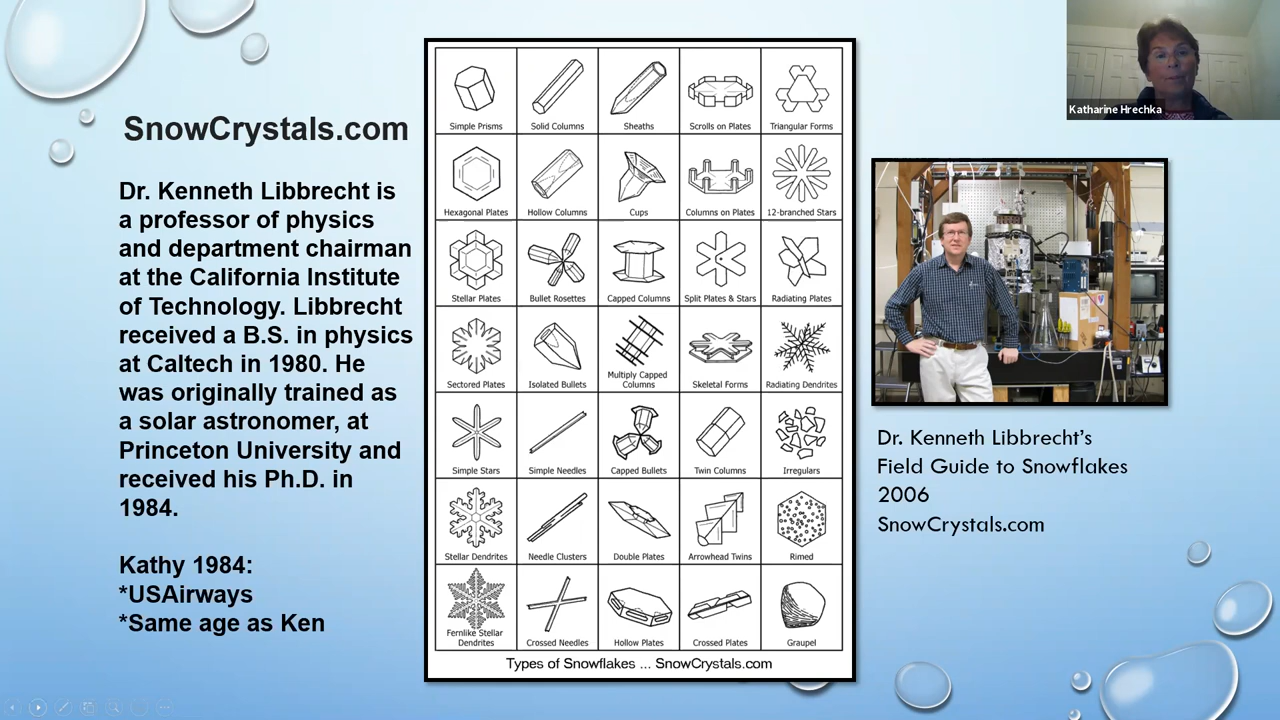 SnowCrystals.com
Dr. Kenneth Libbrecht is
a professor of physics
and department chairman
at the California Institute
of Technology. Libbrecht
received a B.S. in physics
at Caltech in 1980. He
was originally trained as
a solar astronomer, at
Princeton University and
received his Ph.D. in
1984.
Kathy 1984:
*USAirways
*Same age as Ken
Simple Prisms
Solid Columns
Sheaths
Scrolls on Plates
Triangular Forms
Hexagonal Plates
Hollow Columns
Cups
Columns on Plates
12-branched Stars
Stellar Plates
Bullet Rosettes
Capped Columns
Split Plates & Stars
Radiating Plates
Sectored Plates
Isolated Bullets
Multiply Capped
Columns
Skeletal Forms
Radiating Dendrites
Simple Stars
Simple Needles
Capped Bullets
Twin Columns
Irregulars
Stellar Dendrites
Needle Clusters
Double Plates
Arrowhead Twins
Rimed
Fernlike Stellar
Dendrites
Crossed Needles
Hollow Plates
Crossed Plates
Graupel
Types of Snowflakes ... SnowCrystals.com
Katharine Hrechka
Dr. Kenneth Libbrecht’s
Field Guide to Snowflakes
2006
SnowCrystals.com